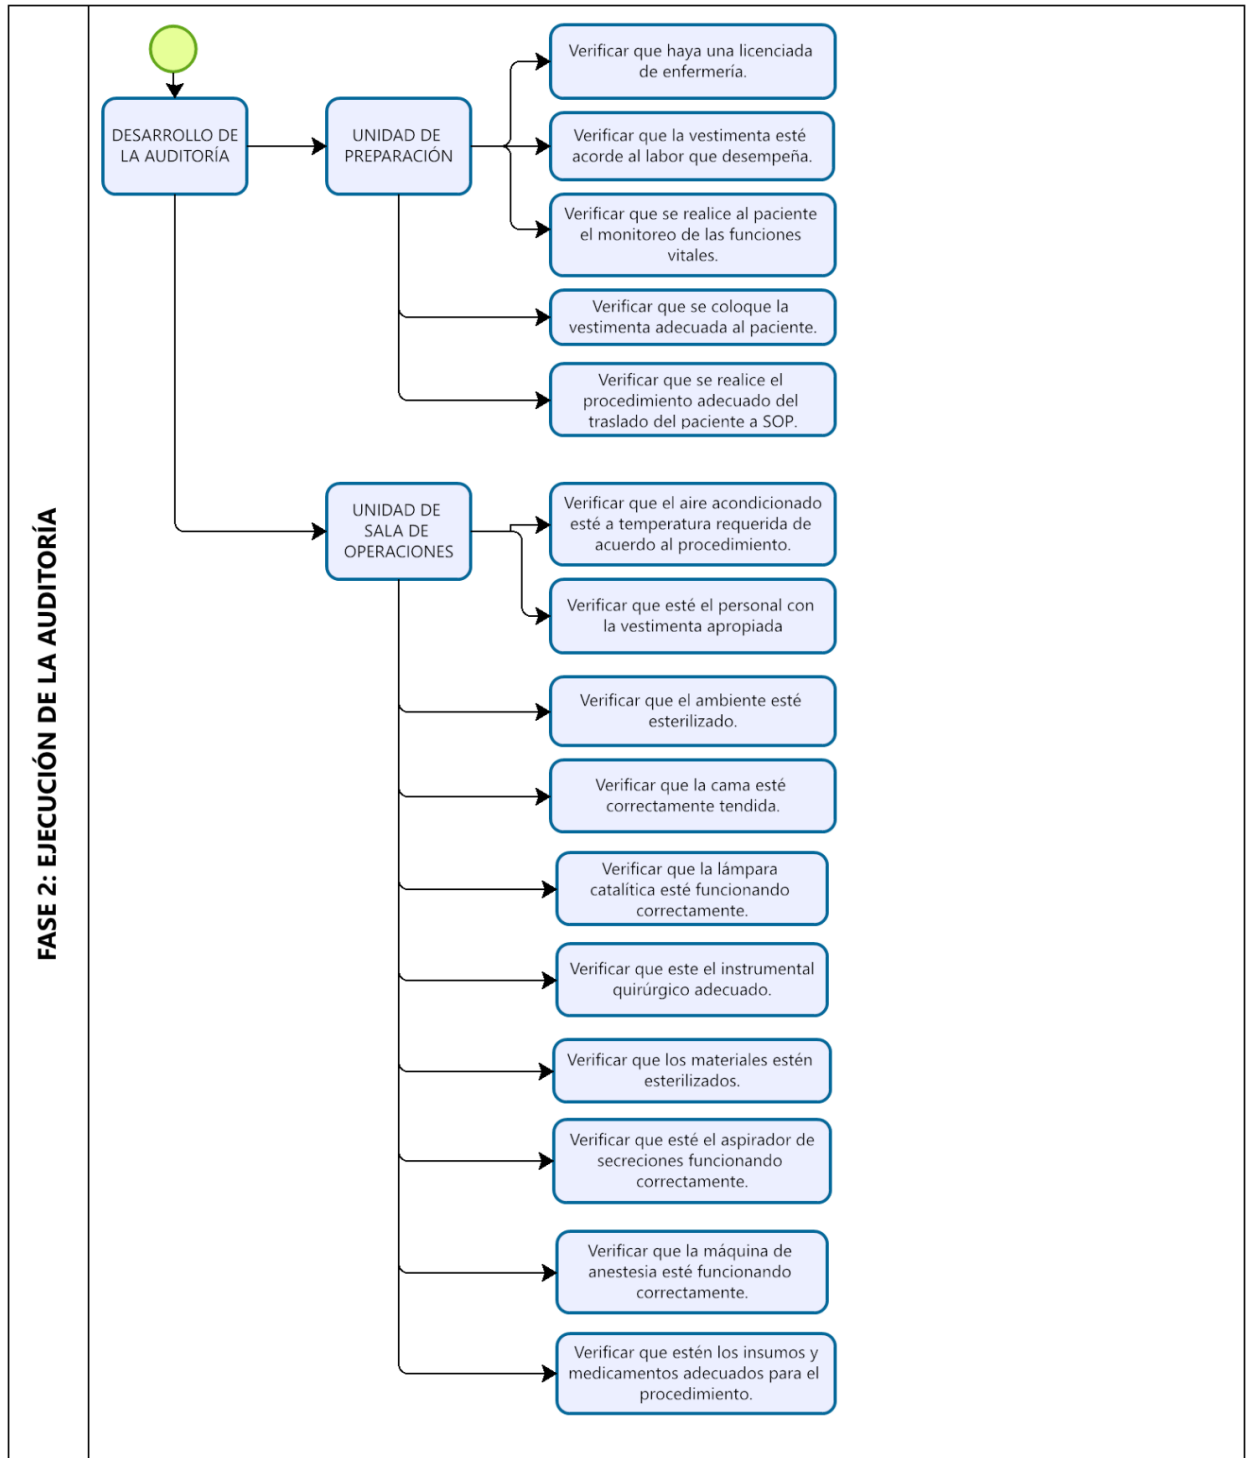 FASE 2: EJECUCIÓN DE LA AUDITORÍA
DESARROLLO DE
LA AUDITORÍA
UNIDAD DE
PREPARACIÓN
Verificar que haya una licenciada
de enfermería.
Verificar que la vestimenta esté
acorde al labor que desempeña.
Verificar que se realice al paciente
el monitoreo de las funciones
vitales.
Verificar que se coloque la
vestimenta adecuada al paciente.
Verificar que se realice el
procedimiento adecuado del
traslado del paciente a SOP.
UNIDAD DE
SALA DE
OPERACIONES
Verificar que el aire acondicionado
esté a temperatura requerida de
acuerdo al procedimiento.
Verificar que esté el personal con
la vestimenta apropiada
Verificar que el ambiente esté
esterilizado.
Verificar que la cama esté
correctamente tendida.
Verificar que la lámpara
catalítica esté funcionando
correctamente.
Verificar que este el instrumental
quirúrgico adecuado.
Verificar que los materiales estén
esterilizados.
Verificar que esté el aspirador de
secreciones funcionando
correctamente.
Verificar que la máquina de
anestesia esté funcionando
correctamente.
Verificar que estén los insumos y
medicamentos adecuados para el
procedimiento.